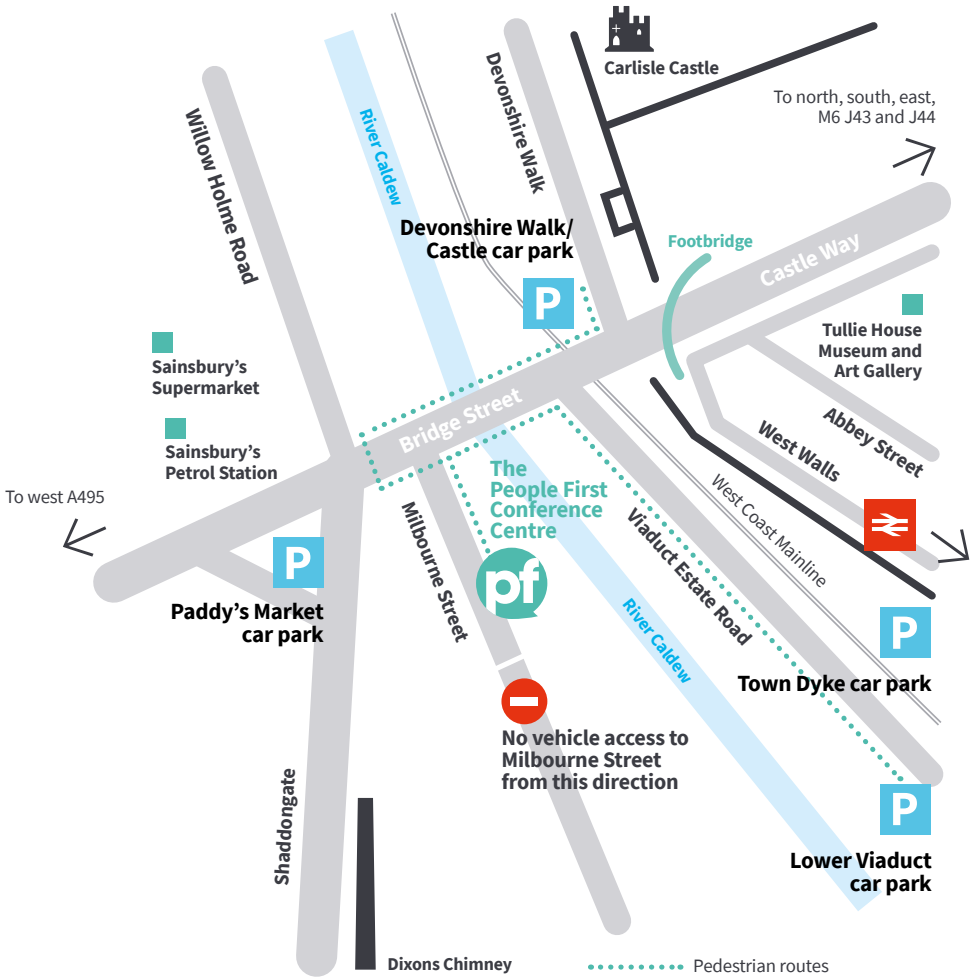 Carlisle Castle
To north, south, east,
M6 J43 and J44
Devonshire Walk
River Caldew
Willow Holme Road
Devonshire Walk/
Castle car park
P
Footbridge
Castle Way
Tullie House
Museum and
Art Gallery
Sainsbury's
Supermarket
Sainsbury's
Petrol Station
Bridge Street
Abbey Street
West Walls
To west A495
The
People First
Conference
Centre
pf
West Coast Mainline
Milbourne Street
Viaduct Estate Road
P
Paddy's Market
car park
River Caldew
P
Town Dyke car park
No vehicle access to
Milbourne Street
from this direction
Shaddongate
P
Lower Viaduct
car park
Dixons Chimney
Pedestrian routes